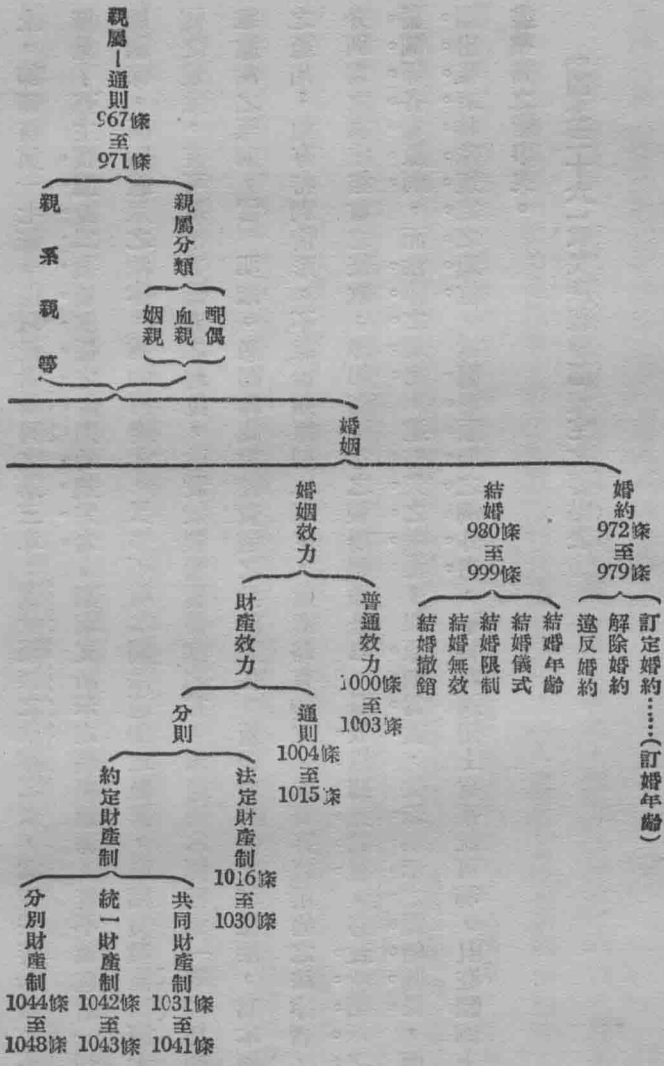 親屬－通則967條至971條
親屬分類
配偶
血親
姻親
親系親等
婚姻
婚約972條至979條
訂定婚約……(訂婚年齡)
解除婚約
違反婚約
結婚980條至999條
結婚年齡
結婚儀式
結婚限制
結婚無效
結婚撤銷
婚姻效力
普通效力1000條至1003條
財產效力
通則1004條至1015條
分則
法定財產制1016條至1030條
約定財產制
共同財產制1031條至1041條
統一財產制1042條至1043條
分別財產制1044條至1048條